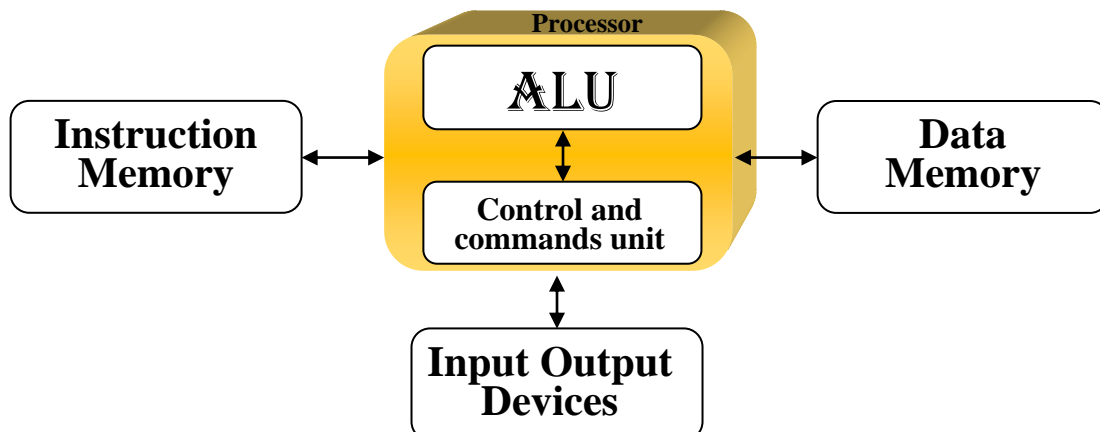 Processor
ALU
Instruction
Memory
Data
Memory
Control and
commands unit
Input Output
Devices